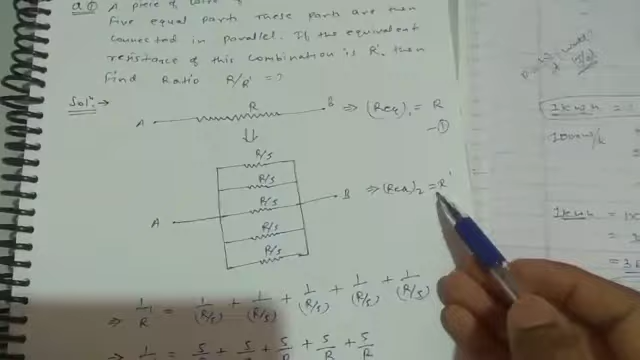 Q① A piece of
five equal parts These parts are then
connected in parallel. If the equivalent
resistance of this combination is R'. then
find Ratio R/R' = ?
Solⁿ→
A R B ⇒ (Req)₁ = R
—①
R/5
R/5
A R/5 B ⇒ (Req)₂ = R'
R/5
R/5
⇒ 1/R' = 1/(R/5) + 1/(R/5) + 1/(R/5) + 1/(R/5) + 1/(R/5)
⇒ 1 = 5 + 5 + 5/R + 5/R + 5/R
1KWH =
1000W/
1KWH =
=
=